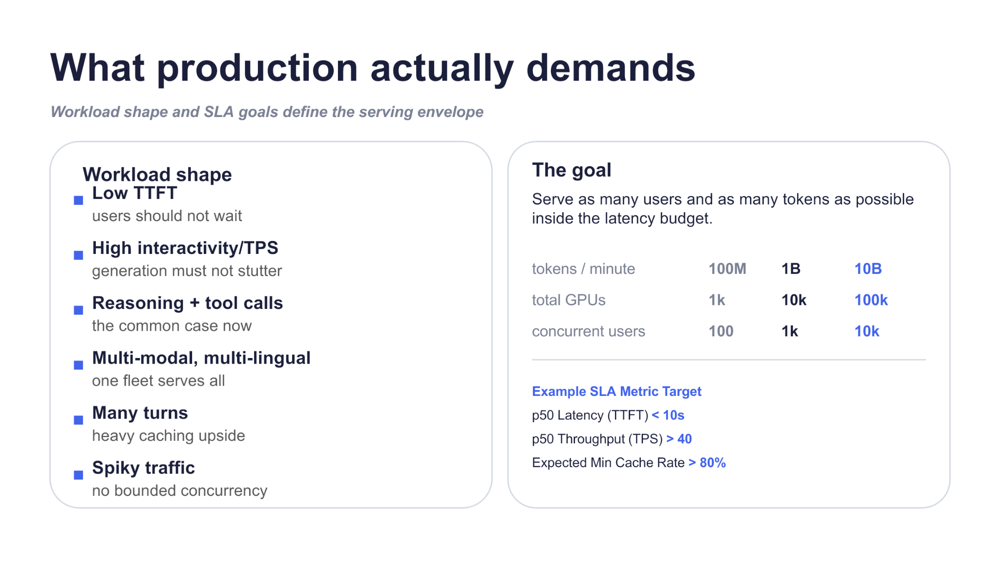 What production actually demands
Workload shape and SLA goals define the serving envelope
Workload shape
Low TTFT
users should not wait
High interactivity/TPS
generation must not stutter
Reasoning + tool calls
the common case now
Multi-modal, multi-lingual
one fleet serves all
Many turns
heavy caching upside
Spiky traffic
no bounded concurrency
The goal
Serve as many users and as many tokens as possible
inside the latency budget.
tokens / minute 100M 1B 10B
total GPUs 1k 10k 100k
concurrent users 100 1k 10k
Example SLA Metric Target
p50 Latency (TTFT) < 10s
p50 Throughput (TPS) > 40
Expected Min Cache Rate > 80%